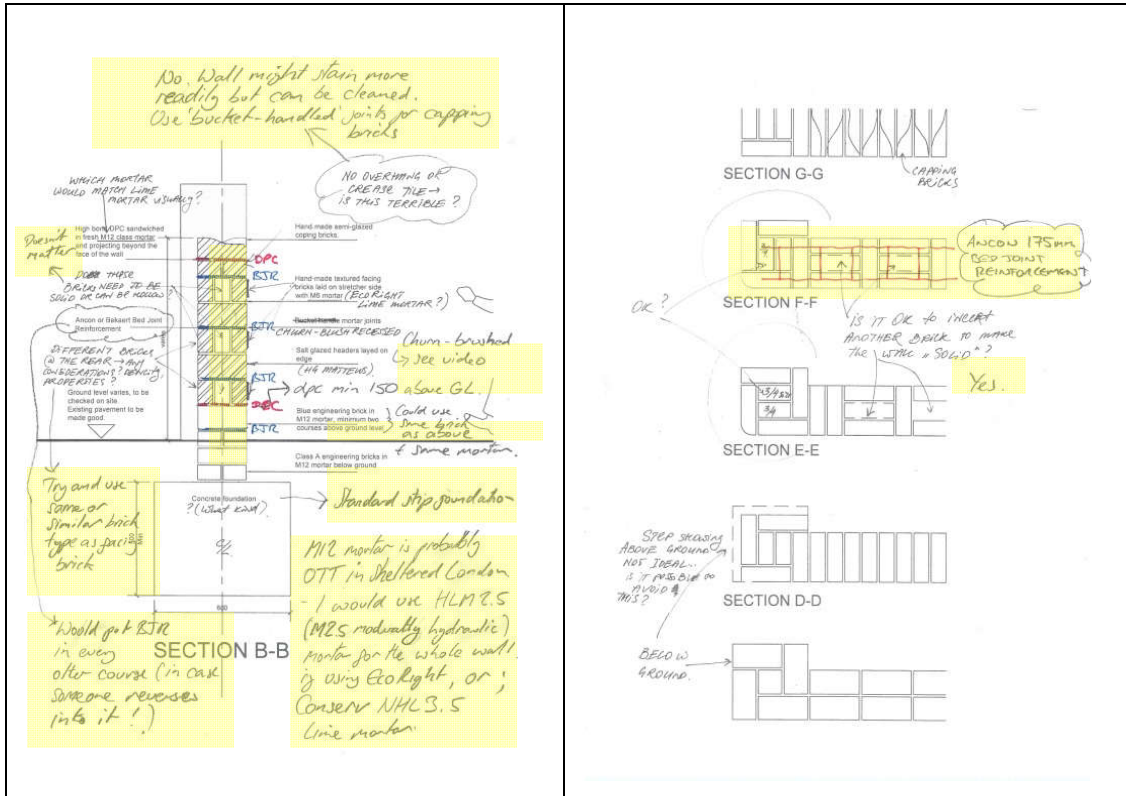 No. Wall might stain more
readily but can be cleaned.
Use 'bucket-handled' joints for capping
bricks
NO OVERHANG OR
CREASE TILE →
IS THIS TERRIBLE?
WHICH MORTAR
WOULD MATCH LIME
MORTAR VISUALLY?
High bond DPC sandwiched
in fresh M12 class mortar
and projecting beyond the
face of the wall
Doesn't
matter
DO THESE
BRICKS NEED TO BE
SOLID OR CAN BE HOLLOW?
Ancon or Bekaert Bed Joint
Reinforcement
DIFFERENT BRICKS
@ THE REAR → ANY
CONSIDERATIONS? DENSITY,
PROPERTIES?
Ground level varies, to be
checked on site
Existing pavement to be
made good.
Hand-made semi-glazed
coping bricks.
DPC
BJR
Hand-made textured facing
bricks laid on stretcher side
with M6 mortar (ECORIGHT
LIME MORTAR?)
Bucket handle mortar joints
BJR
CHURN-BRUSH RECESSED
Churn-brushed
↳ see video
Salt glazed headers layed on
edge
(HG MATTEWS)
BJR
DPC
→ dpc min 150 above GL.
Blue engineering brick in
M12 mortar, minimum two
courses above ground level
BJR
Could use
same brick
as above
+ same mortar.
Class A engineering bricks in
M12 mortar below ground
Concrete foundation
? (What kind)
→ Standard strip foundation
C/L
600
SECTION B-B
Try and use
same or
similar brick
type as facing
brick
Would put BJR
in every
other course (in case
someone reverses
into it!)
M12 mortar is probably
OTT in sheltered London
- I would use HLM2.5
(M2.5 moderately hydraulic)
mortar for the whole wall
if using EcoRight, or;
Conserv NHL3.5
Lime mortar.
SECTION G-G
CAPPING
BRICKS
3/4
ANCON 175mm
BED JOINT
REINFORCEMENT
SECTION F-F
OK?
IS IT OK TO INSERT
ANOTHER BRICK TO MAKE
THE WALL "SOLID"?
Yes.
3/4
SECTION E-E
STEP SHOWING
ABOVE GROUND
NOT IDEAL...
IS IT POSSIBLE TO
AVOID
THIS?
SECTION D-D
BELOW
GROUND.